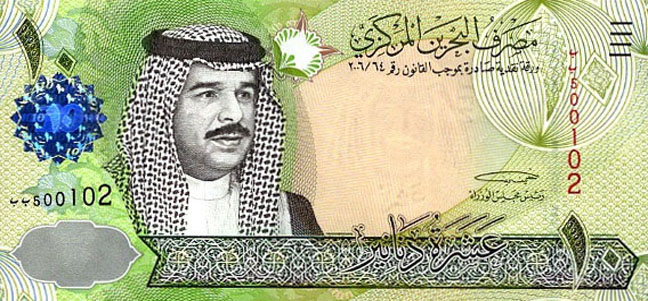 ١٠
مصرف البحرين المركزي
ورقة نقدية صادرة بموجب القانون رقم ٢٠٠٦/٦٤
ب ب 500102
ب ب 500102
رئيس مجلس الوزراء
عشرة دنانير
١٠